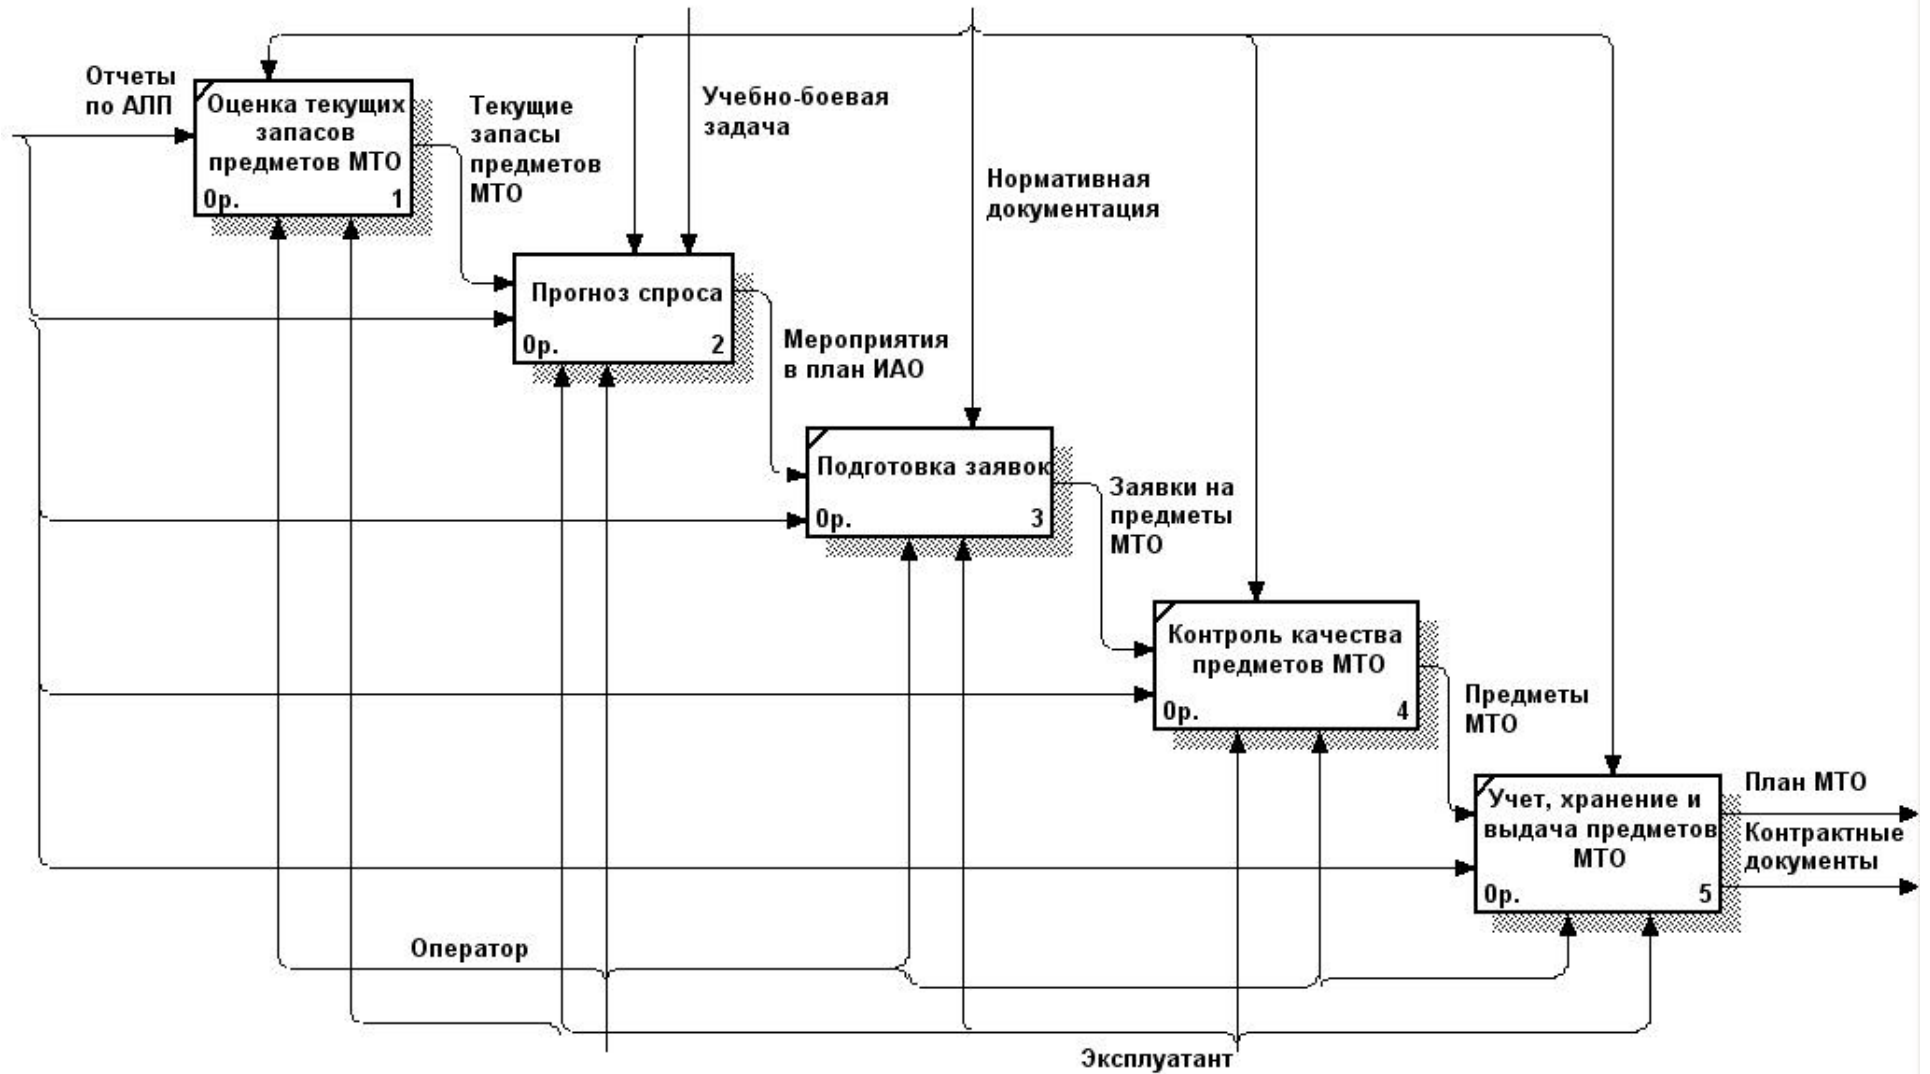 Отчеты
по АЛП
Оценка текущих
запасов
предметов МТО
0р.
1
Текущие
запасы
предметов
МТО
Учебно-боевая
задача
Нормативная
документация
Прогноз спроса
0р.
2
Мероприятия
в план ИАО
Подготовка заявок
0р.
3
Заявки на
предметы
МТО
Контроль качества
предметов МТО
0р.
4
Предметы
МТО
Учет, хранение и
выдача предметов
МТО
0р.
5
План МТО
Контрактные
документы
Оператор
Эксплуатант